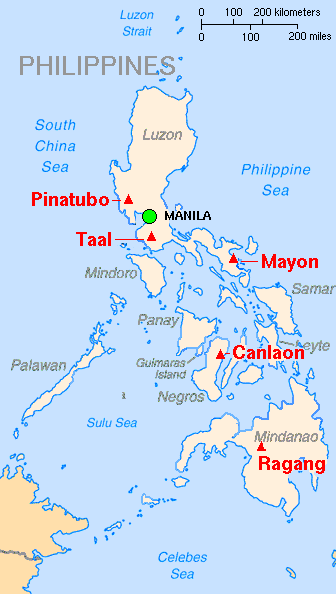 Luzon
Strait
0 100 200 kilometers
0 100 200 miles
PHILIPPINES
Luzon
South
China
Sea
Philippine
Sea
Pinatubo
MANILA
Taal
Mayon
Mindoro
Samar
Panay
Leyte
Canlaon
Guimaras
Island
Palawan
Negros
Sulu Sea
Mindanao
Ragang
Celebes
Sea